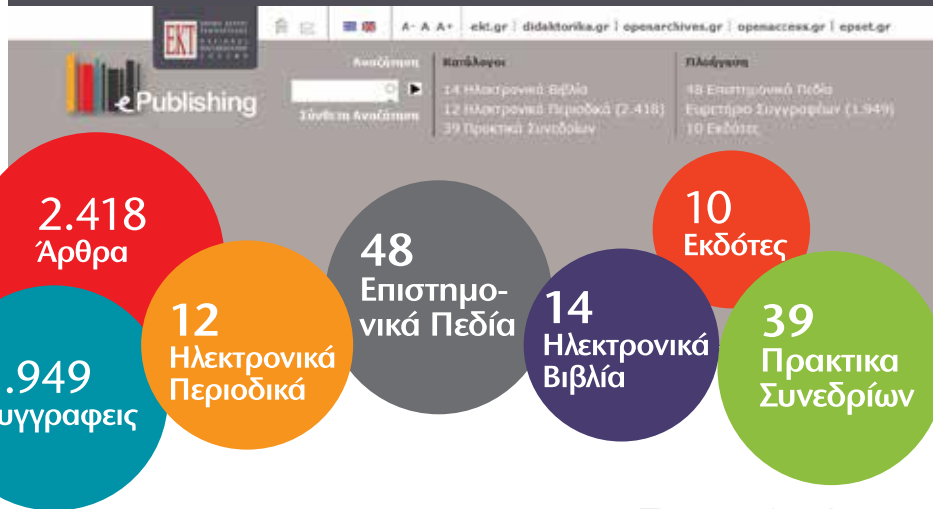 EKT
A- A A+ ekt.gr | didaktorika.gr | openarchives.gr | openaccess.gr | epset.gr
ePublishing
Αναζήτηση
Σύνθετη Αναζήτηση
Κατάλογοι
14 Ηλεκτρονικά Βιβλία
12 Ηλεκτρονικά Περιοδικά (2.418)
39 Πρακτικά Συνεδρίων
Πλοήγηση
48 Επιστημονικά Πεδία
Ευρετήριο Συγγραφέων (1.949)
10 Εκδότες
2.418
Άρθρα
.949
υγγραφεις
12
Ηλεκτρονικά
Περιοδικά
48
Επιστημο-
νικά Πεδία
14
Ηλεκτρονικά
Βιβλία
10
Εκδότες
39
Πρακτικα
Συνεδρίων